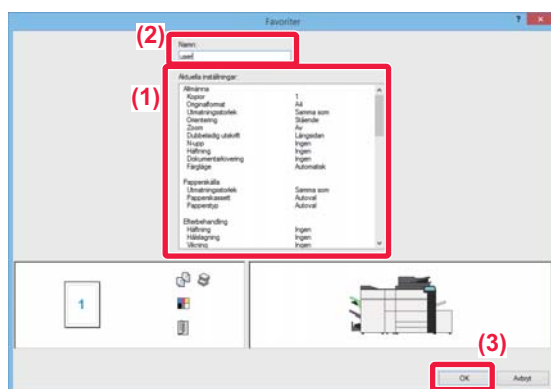 Favoriter
? ×
(2)
Namn:
user
(1)
Aktuella inställningar:
Allmänna
Kopior 1
Originalformat A4
Utmatningsstorlek Samma som
Orientering Stående
Zoom Av
Dubbelsidig utskrift Långsidan
N-upp Ingen
Häftning Ingen
Dokumentarkivering Ingen
Färgläge Automatisk
Papperskälla
Utmatningsstorlek Samma som
Papperskassett Autoval
Papperstyp Autoval
Efterbehandling
Häftning Ingen
Hålslagning Ingen
Vikning Ingen
1
(3)
OK Avbryt